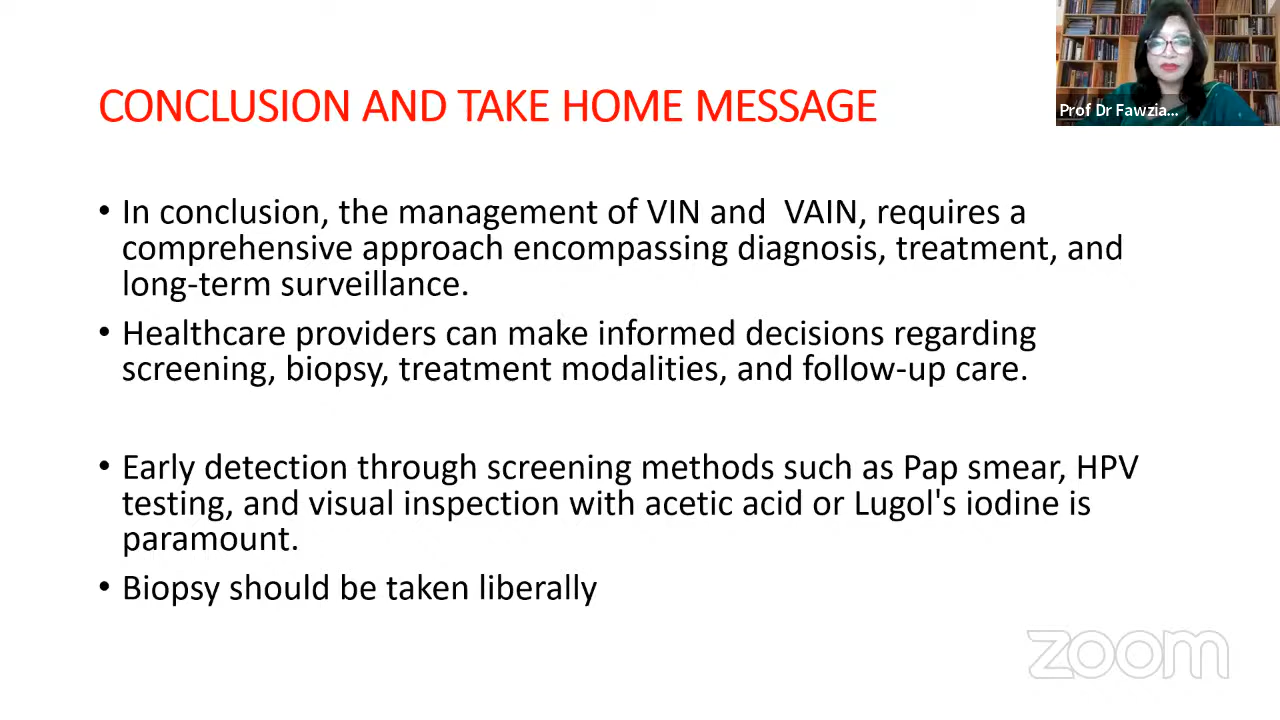 Prof Dr Fawzia...
CONCLUSION AND TAKE HOME MESSAGE
• In conclusion, the management of VIN and  VAIN, requires a
comprehensive approach encompassing diagnosis, treatment, and
long-term surveillance.
• Healthcare providers can make informed decisions regarding
screening, biopsy, treatment modalities, and follow-up care.
• Early detection through screening methods such as Pap smear, HPV
testing, and visual inspection with acetic acid or Lugol's iodine is
paramount.
• Biopsy should be taken liberally
zoom